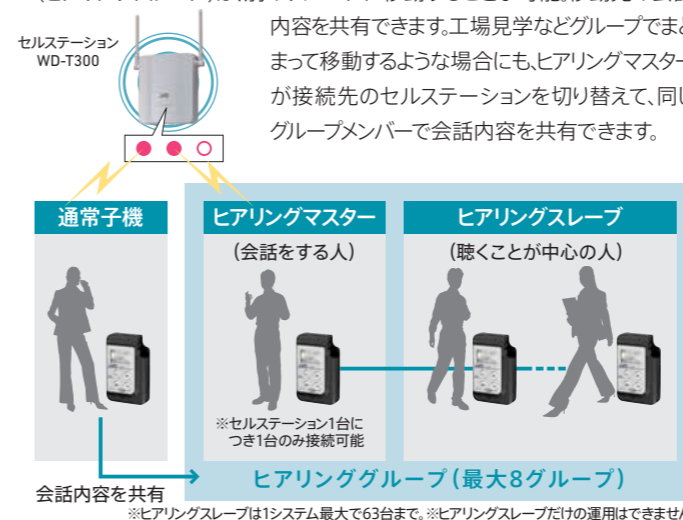 内容を共有できます。工場見学などグループでまと
まって移動するような場合にも、ヒアリングマスター
が接続先のセルステーションを切り替えて、同じ
グループメンバーで会話内容を共有できます。
セルステーション
WD-T300
通常子機
ヒアリングマスター
(会話をする人)
ヒアリングスレーブ
(聴くことが中心の人)
※セルステーション1台に
つき1台のみ接続可能
会話内容を共有
ヒアリンググループ(最大8グループ)
※ヒアリングスレーブは1システム最大で63台まで。※ヒアリングスレーブだけの運用はできません